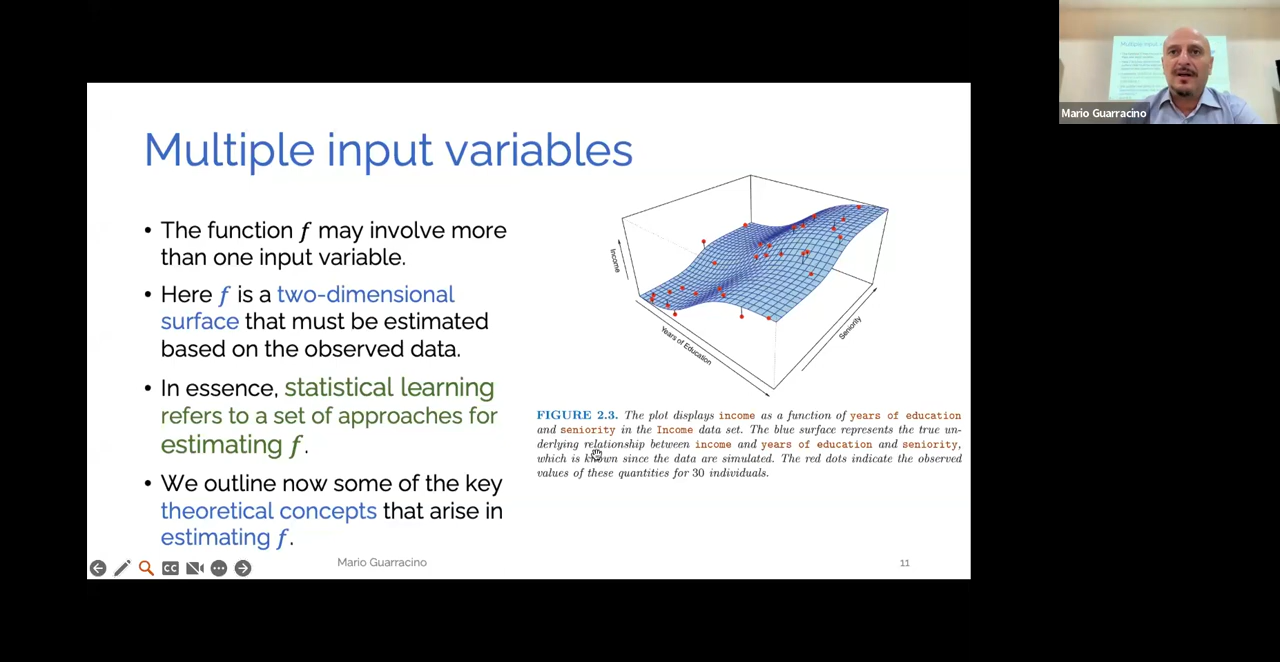 Multiple input variables
• The function f may involve more
than one input variable.
• Here f is a two-dimensional
surface that must be estimated
based on the observed data.
• In essence, statistical learning
refers to a set of approaches for
estimating f.
• We outline now some of the key
theoretical concepts that arise in
estimating f.
Income
Years of Education
Seniority
FIGURE 2.3. The plot displays income as a function of years of education
and seniority in the Income data set. The blue surface represents the true un-
derlying relationship between income and years of education and seniority,
which is known since the data are simulated. The red dots indicate the observed
values of these quantities for 30 individuals.
CC
Mario Guarracino
11
Mario Guarracino